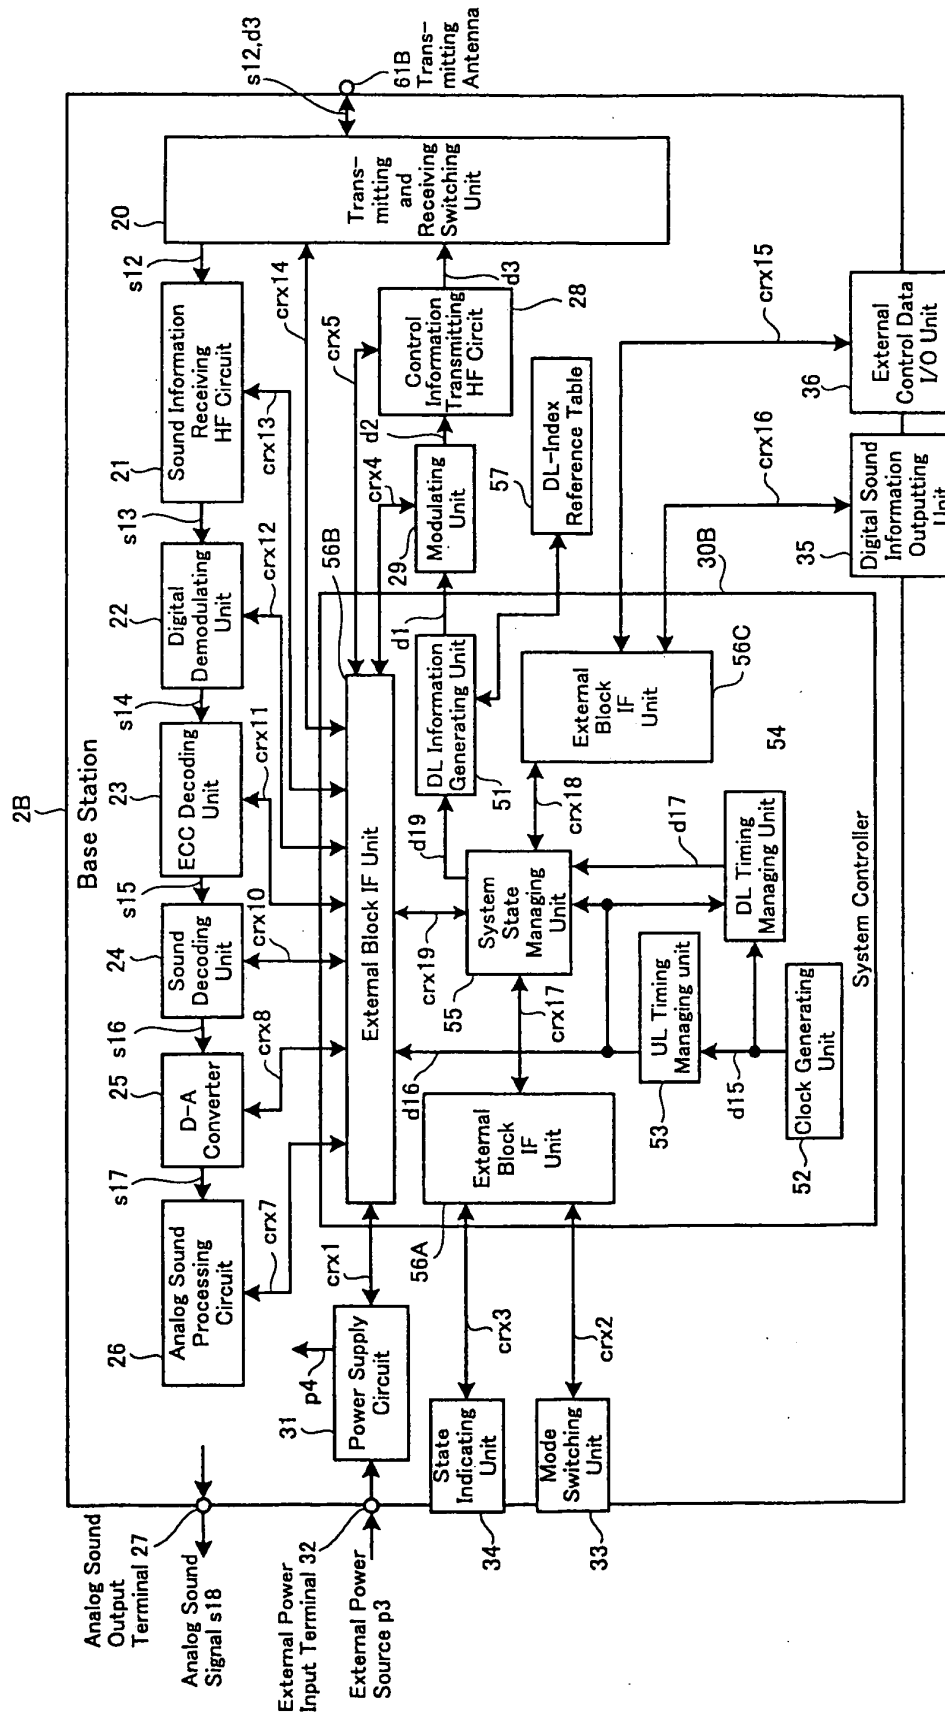 2B
Base Station
Analog Sound
Output
Terminal 27
Analog Sound
Signal s18
26
Analog Sound
Processing
Circuit
s17
25
D-A
Converter
s16
24
Sound
Decoding
Unit
s15
23
ECC Decoding
Unit
s14
22
Digital
Demodulating
Unit
s13
21
Sound Information
Receiving
HF Circuit
s12
20
Trans-
mitting
and
Receiving
Switching
Unit
s12,d3
61B
Trans-
mitting
Antenna
crx7
crx8
crx10
crx11
crx12
crx13
crx14
crx5
External Power
Input Terminal 32
External Power
Source p3
p4
31
Power Supply
Circuit
crx1
External Block IF Unit
56B
crx4
29
Modulating
Unit
d2
Control
Information
Transmitting
HF Circit
28
d3
d1
DL Information
Generating Unit
51
57
DL-Index
Reference Table
d19
crx19
State
Indicating
Unit
34
crx3
56A
External
Block
IF
Unit
crx17
55
System
State
Managing
Unit
crx18
External
Block
IF
Unit
56C
crx15
crx16
Mode
Switching
Unit
33
crx2
d16
53
UL Timing
Managing unit
d17
DL Timing
Managing Unit
54
d15
52
Clock Generating
Unit
System Controller
30B
35
Digital Sound
Information
Outputting
Unit
36
External
Control Data
I/O Unit